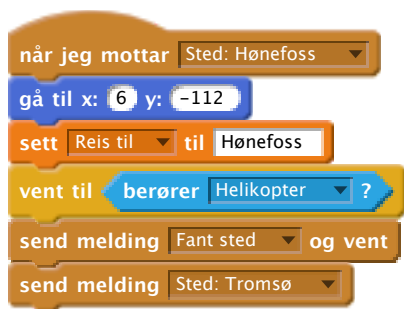 når jeg mottar Sted: Hønefoss
gå til x: 6 y: -112
sett Reis til til Hønefoss
vent til berører Helikopter ?
send melding Fant sted og vent
send melding Sted: Tromsø